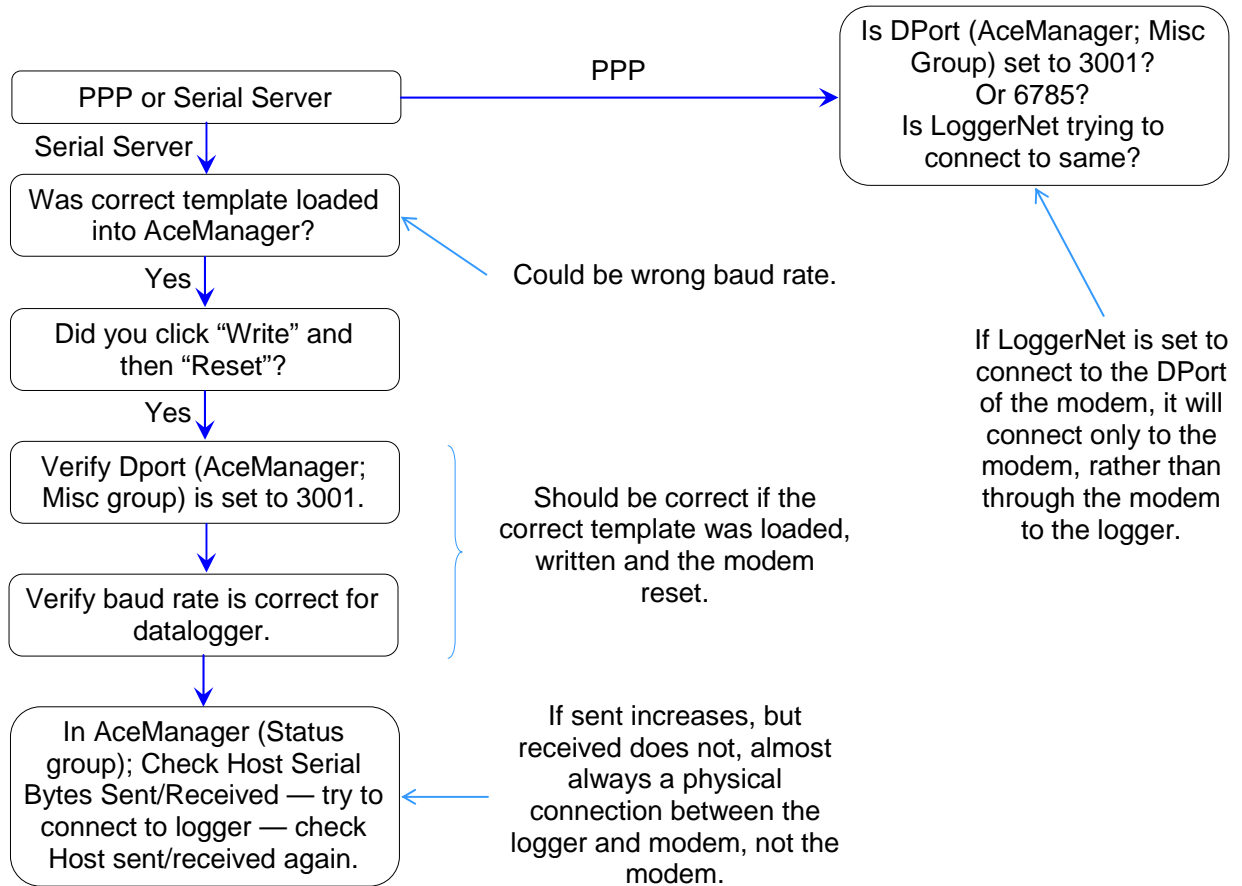 PPP or Serial Server
PPP
Is DPort (AceManager; Misc
Group) set to 3001?
Or 6785?
Is LoggerNet trying to
connect to same?
Serial Server
Was correct template loaded
into AceManager?
Could be wrong baud rate.
Yes
Did you click “Write” and
then “Reset”?
If LoggerNet is set to
connect to the DPort
of the modem, it will
connect only to the
modem, rather than
through the modem
to the logger.
Yes
Verify Dport (AceManager;
Misc group) is set to 3001.
Should be correct if the
correct template was loaded,
written and the modem
reset.
Verify baud rate is correct for
datalogger.
In AceManager (Status
group); Check Host Serial
Bytes Sent/Received — try to
connect to logger — check
Host sent/received again.
If sent increases, but
received does not, almost
always a physical
connection between the
logger and modem, not the
modem.